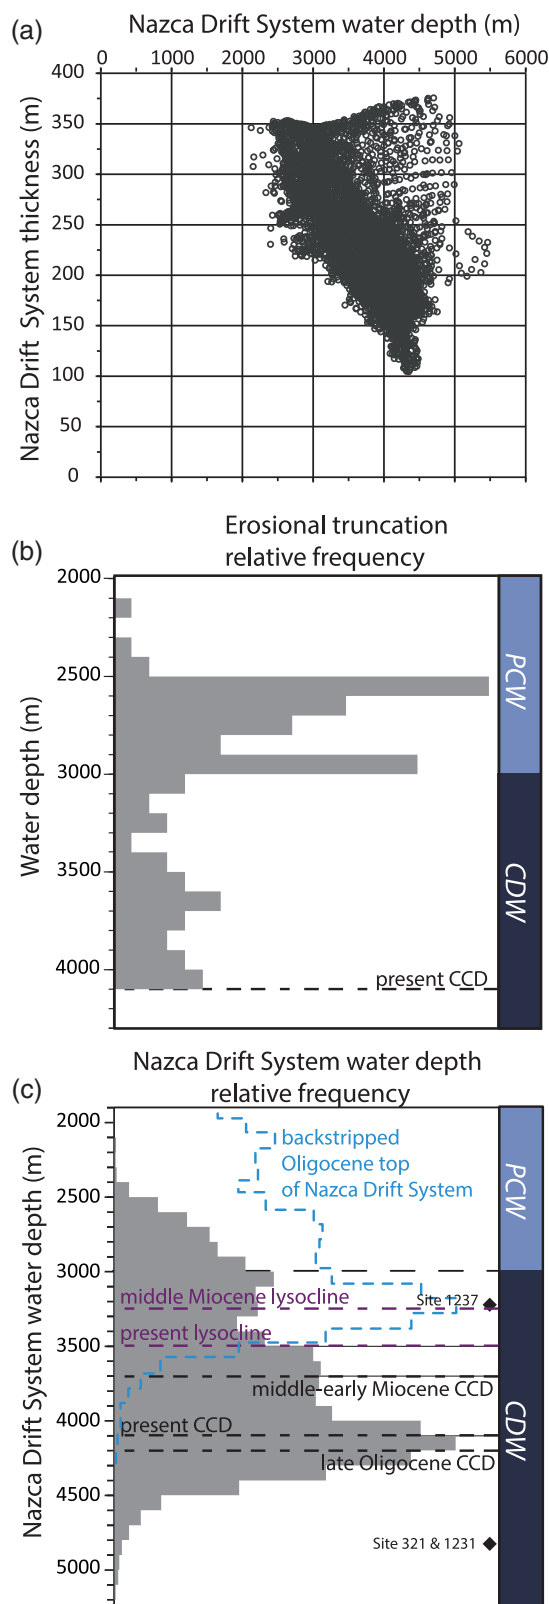 (a)
Nazca Drift System water depth (m)
0 1000 2000 3000 4000 5000 6000
Nazca Drift System thickness (m)
400
350
300
250
200
150
100
50
0
(b)
Erosional truncation
relative frequency
Water depth (m)
2000
2500
3000
3500
4000
PCW
CDW
present CCD
(c)
Nazca Drift System water depth
relative frequency
Nazca Drift System water depth (m)
2000
2500
3000
3500
4000
4500
5000
backstripped
Oligocene top
of Nazca Drift System
PCW
CDW
middle Miocene lysocline
Site 1237
present lysocline
middle-early Miocene CCD
present CCD
late Oligocene CCD
Site 321 & 1231